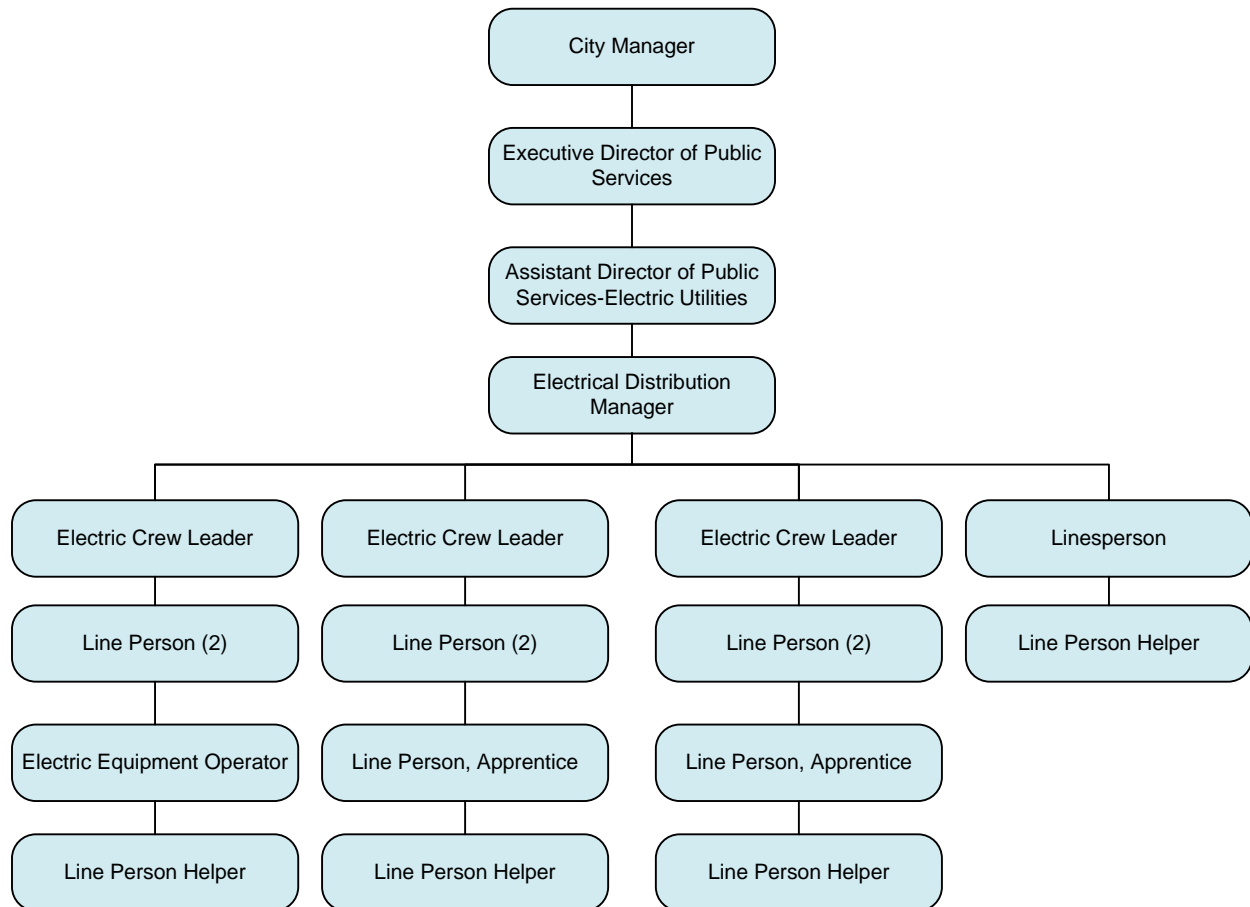 City Manager
Executive Director of Public
Services
Assistant Director of Public
Services-Electric Utilities
Electrical Distribution
Manager
Electric Crew Leader
Electric Crew Leader
Electric Crew Leader
Linesperson
Line Person (2)
Line Person (2)
Line Person (2)
Line Person Helper
Electric Equipment Operator
Line Person, Apprentice
Line Person, Apprentice
Line Person Helper
Line Person Helper
Line Person Helper